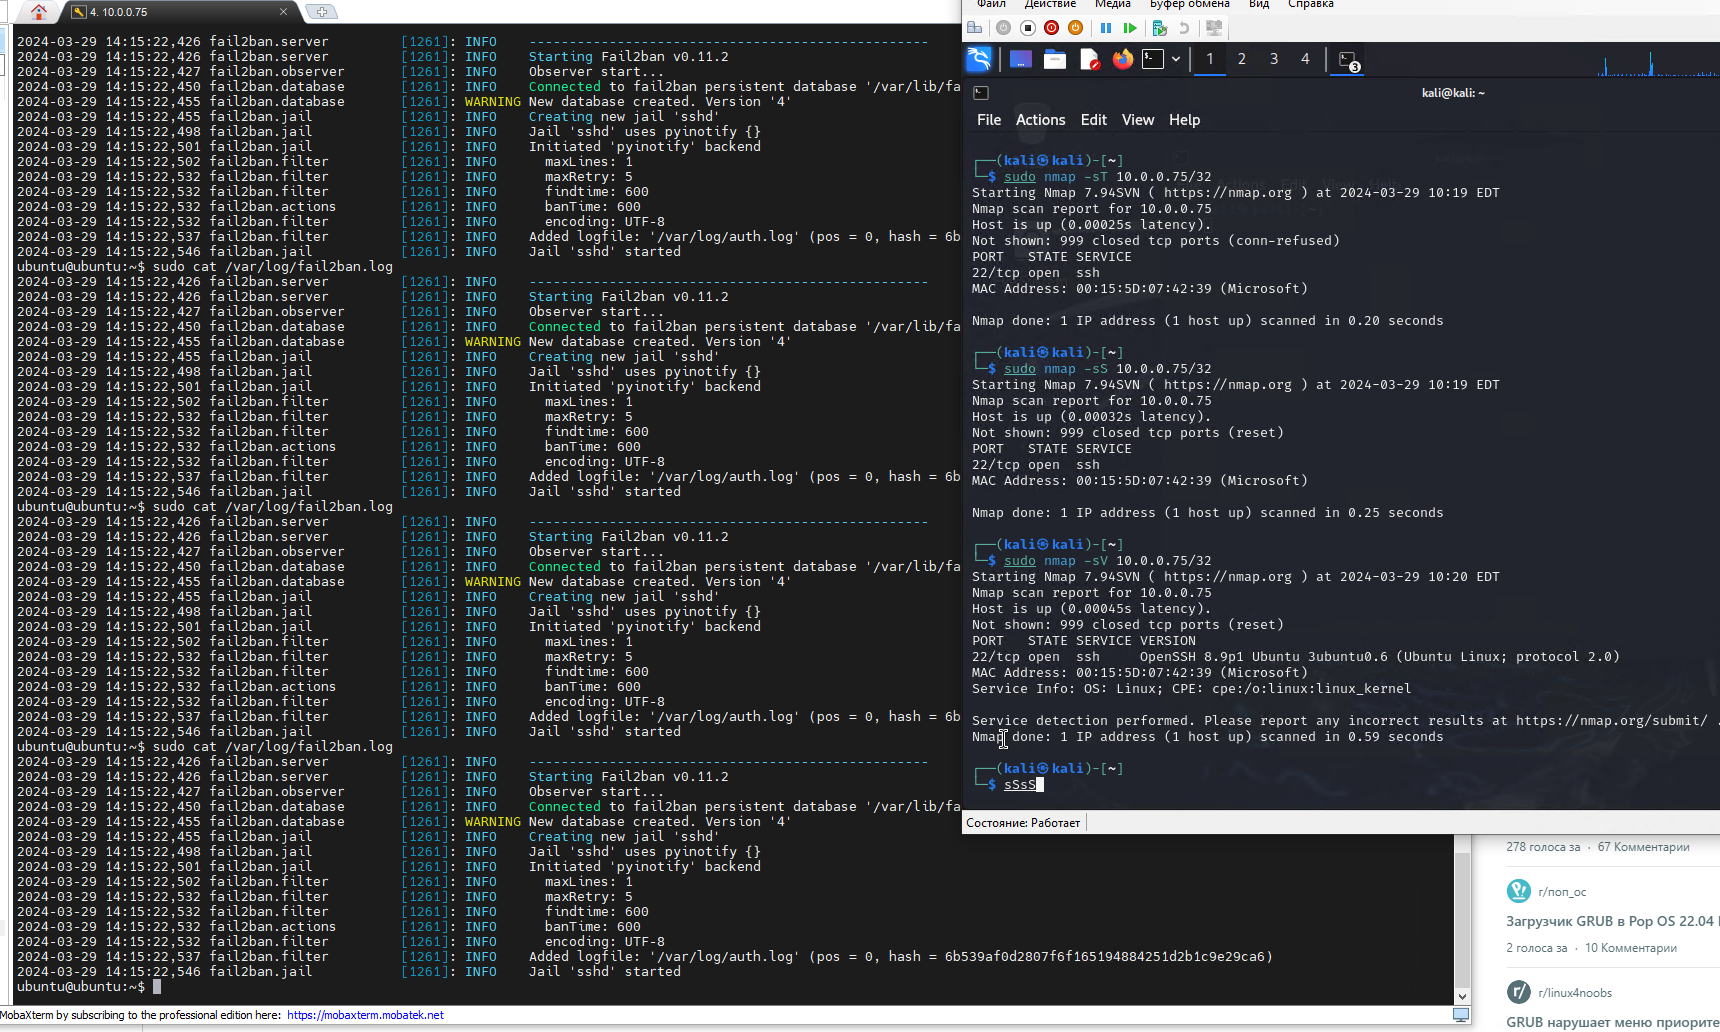 4. 10.0.0.75
2024-03-29 14:15:22,426 fail2ban.server [1261]: INFO --------------------------------------------------
2024-03-29 14:15:22,426 fail2ban.server [1261]: INFO Starting Fail2ban v0.11.2
2024-03-29 14:15:22,427 fail2ban.observer [1261]: INFO Observer start...
2024-03-29 14:15:22,450 fail2ban.database [1261]: INFO Connected to fail2ban persistent database '/var/lib/fa
2024-03-29 14:15:22,455 fail2ban.database [1261]: WARNING New database created. Version '4'
2024-03-29 14:15:22,455 fail2ban.jail [1261]: INFO Creating new jail 'sshd'
2024-03-29 14:15:22,498 fail2ban.jail [1261]: INFO Jail 'sshd' uses pyinotify {}
2024-03-29 14:15:22,501 fail2ban.jail [1261]: INFO Initiated 'pyinotify' backend
2024-03-29 14:15:22,502 fail2ban.filter [1261]: INFO maxLines: 1
2024-03-29 14:15:22,532 fail2ban.filter [1261]: INFO maxRetry: 5
2024-03-29 14:15:22,532 fail2ban.filter [1261]: INFO findtime: 600
2024-03-29 14:15:22,532 fail2ban.actions [1261]: INFO banTime: 600
2024-03-29 14:15:22,532 fail2ban.filter [1261]: INFO encoding: UTF-8
2024-03-29 14:15:22,537 fail2ban.filter [1261]: INFO Added logfile: '/var/log/auth.log' (pos = 0, hash = 6b
2024-03-29 14:15:22,546 fail2ban.jail [1261]: INFO Jail 'sshd' started
ubuntu@ubuntu:~$ sudo cat /var/log/fail2ban.log
2024-03-29 14:15:22,426 fail2ban.server [1261]: INFO --------------------------------------------------
2024-03-29 14:15:22,426 fail2ban.server [1261]: INFO Starting Fail2ban v0.11.2
2024-03-29 14:15:22,427 fail2ban.observer [1261]: INFO Observer start...
2024-03-29 14:15:22,450 fail2ban.database [1261]: INFO Connected to fail2ban persistent database '/var/lib/fa
2024-03-29 14:15:22,455 fail2ban.database [1261]: WARNING New database created. Version '4'
2024-03-29 14:15:22,455 fail2ban.jail [1261]: INFO Creating new jail 'sshd'
2024-03-29 14:15:22,498 fail2ban.jail [1261]: INFO Jail 'sshd' uses pyinotify {}
2024-03-29 14:15:22,501 fail2ban.jail [1261]: INFO Initiated 'pyinotify' backend
2024-03-29 14:15:22,502 fail2ban.filter [1261]: INFO maxLines: 1
2024-03-29 14:15:22,532 fail2ban.filter [1261]: INFO maxRetry: 5
2024-03-29 14:15:22,532 fail2ban.filter [1261]: INFO findtime: 600
2024-03-29 14:15:22,532 fail2ban.actions [1261]: INFO banTime: 600
2024-03-29 14:15:22,532 fail2ban.filter [1261]: INFO encoding: UTF-8
2024-03-29 14:15:22,537 fail2ban.filter [1261]: INFO Added logfile: '/var/log/auth.log' (pos = 0, hash = 6b
2024-03-29 14:15:22,546 fail2ban.jail [1261]: INFO Jail 'sshd' started
ubuntu@ubuntu:~$ sudo cat /var/log/fail2ban.log
2024-03-29 14:15:22,426 fail2ban.server [1261]: INFO --------------------------------------------------
2024-03-29 14:15:22,426 fail2ban.server [1261]: INFO Starting Fail2ban v0.11.2
2024-03-29 14:15:22,427 fail2ban.observer [1261]: INFO Observer start...
2024-03-29 14:15:22,450 fail2ban.database [1261]: INFO Connected to fail2ban persistent database '/var/lib/fa
2024-03-29 14:15:22,455 fail2ban.database [1261]: WARNING New database created. Version '4'
2024-03-29 14:15:22,455 fail2ban.jail [1261]: INFO Creating new jail 'sshd'
2024-03-29 14:15:22,498 fail2ban.jail [1261]: INFO Jail 'sshd' uses pyinotify {}
2024-03-29 14:15:22,501 fail2ban.jail [1261]: INFO Initiated 'pyinotify' backend
2024-03-29 14:15:22,502 fail2ban.filter [1261]: INFO maxLines: 1
2024-03-29 14:15:22,532 fail2ban.filter [1261]: INFO maxRetry: 5
2024-03-29 14:15:22,532 fail2ban.filter [1261]: INFO findtime: 600
2024-03-29 14:15:22,532 fail2ban.actions [1261]: INFO banTime: 600
2024-03-29 14:15:22,532 fail2ban.filter [1261]: INFO encoding: UTF-8
2024-03-29 14:15:22,537 fail2ban.filter [1261]: INFO Added logfile: '/var/log/auth.log' (pos = 0, hash = 6b
2024-03-29 14:15:22,546 fail2ban.jail [1261]: INFO Jail 'sshd' started
ubuntu@ubuntu:~$ sudo cat /var/log/fail2ban.log
2024-03-29 14:15:22,426 fail2ban.server [1261]: INFO --------------------------------------------------
2024-03-29 14:15:22,426 fail2ban.server [1261]: INFO Starting Fail2ban v0.11.2
2024-03-29 14:15:22,427 fail2ban.observer [1261]: INFO Observer start...
2024-03-29 14:15:22,450 fail2ban.database [1261]: INFO Connected to fail2ban persistent database '/var/lib/fa
2024-03-29 14:15:22,455 fail2ban.database [1261]: WARNING New database created. Version '4'
2024-03-29 14:15:22,455 fail2ban.jail [1261]: INFO Creating new jail 'sshd'
2024-03-29 14:15:22,498 fail2ban.jail [1261]: INFO Jail 'sshd' uses pyinotify {}
2024-03-29 14:15:22,501 fail2ban.jail [1261]: INFO Initiated 'pyinotify' backend
2024-03-29 14:15:22,502 fail2ban.filter [1261]: INFO maxLines: 1
2024-03-29 14:15:22,532 fail2ban.filter [1261]: INFO maxRetry: 5
2024-03-29 14:15:22,532 fail2ban.filter [1261]: INFO findtime: 600
2024-03-29 14:15:22,532 fail2ban.actions [1261]: INFO banTime: 600
2024-03-29 14:15:22,532 fail2ban.filter [1261]: INFO encoding: UTF-8
2024-03-29 14:15:22,537 fail2ban.filter [1261]: INFO Added logfile: '/var/log/auth.log' (pos = 0, hash = 6b539af0d2807f6f165194884251d2b1c9e29ca6)
2024-03-29 14:15:22,546 fail2ban.jail [1261]: INFO Jail 'sshd' started
ubuntu@ubuntu:~$
MobaXterm by subscribing to the professional edition here: https://mobaxterm.mobatek.net
Файл Действие Медиа Буфер обмена Вид Справка
1 2 3 4 3
kali@kali: ~
File Actions Edit View Help
(kali㉿kali)-[~]
$ sudo nmap -sT 10.0.0.75/32
Starting Nmap 7.94SVN ( https://nmap.org ) at 2024-03-29 10:19 EDT
Nmap scan report for 10.0.0.75
Host is up (0.00025s latency).
Not shown: 999 closed tcp ports (conn-refused)
PORT STATE SERVICE
22/tcp open ssh
MAC Address: 00:15:5D:07:42:39 (Microsoft)
Nmap done: 1 IP address (1 host up) scanned in 0.20 seconds
(kali㉿kali)-[~]
$ sudo nmap -sS 10.0.0.75/32
Starting Nmap 7.94SVN ( https://nmap.org ) at 2024-03-29 10:19 EDT
Nmap scan report for 10.0.0.75
Host is up (0.00032s latency).
Not shown: 999 closed tcp ports (reset)
PORT STATE SERVICE
22/tcp open ssh
MAC Address: 00:15:5D:07:42:39 (Microsoft)
Nmap done: 1 IP address (1 host up) scanned in 0.25 seconds
(kali㉿kali)-[~]
$ sudo nmap -sV 10.0.0.75/32
Starting Nmap 7.94SVN ( https://nmap.org ) at 2024-03-29 10:20 EDT
Nmap scan report for 10.0.0.75
Host is up (0.00045s latency).
Not shown: 999 closed tcp ports (reset)
PORT STATE SERVICE VERSION
22/tcp open ssh OpenSSH 8.9p1 Ubuntu 3ubuntu0.6 (Ubuntu Linux; protocol 2.0)
MAC Address: 00:15:5D:07:42:39 (Microsoft)
Service Info: OS: Linux; CPE: cpe:/o:linux:linux_kernel
Service detection performed. Please report any incorrect results at https://nmap.org/submit/ .
Nmap done: 1 IP address (1 host up) scanned in 0.59 seconds
(kali㉿kali)-[~]
$ sSsS
Состояние: Работает
278 голоса за · 67 Комментарии
r/поп_ос
Загрузчик GRUB в Pop OS 22.04
2 голоса за · 10 Комментарии
r/linux4noobs
GRUB нарушает меню приорите